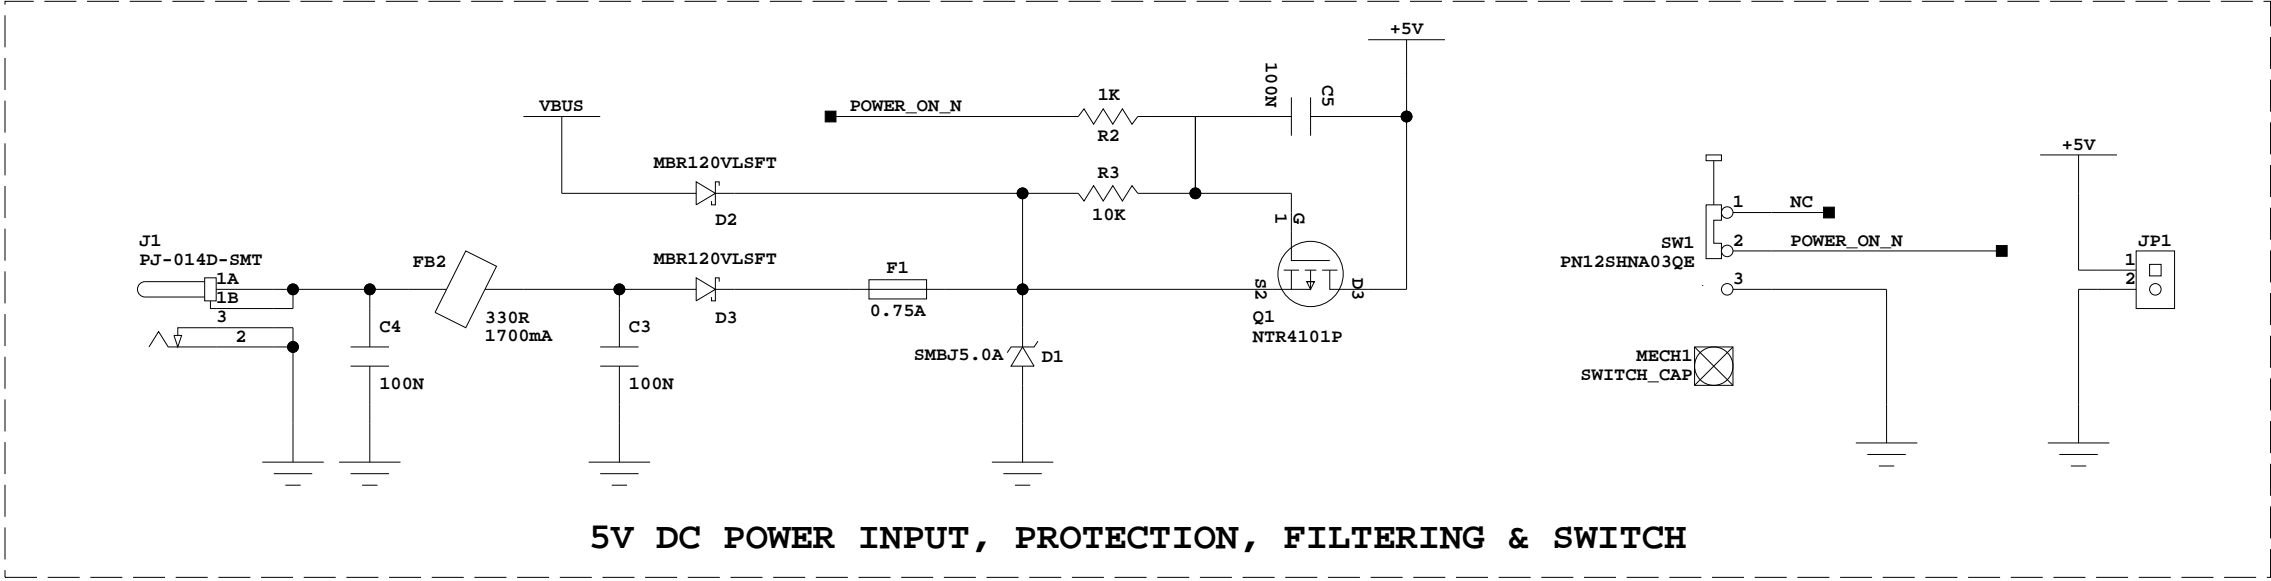 +5V
100N
C5
1K
POWER_ON_N
R2
VBUS
MBR120VLSFT
D2
R3
10K
G
1
J1
PJ-014D-SMT
1A
1B
3
2
FB2
330R
1700mA
C4
100N
C3
100N
MBR120VLSFT
D3
F1
0.75A
SMBJ5.0A
D1
S2
D3
Q1
NTR4101P
1
NC
SW1
2
POWER_ON_N
PN12SHNA03QE
3
MECH1
SWITCH_CAP
+5V
JP1
1
2
5V DC POWER INPUT, PROTECTION, FILTERING & SWITCH